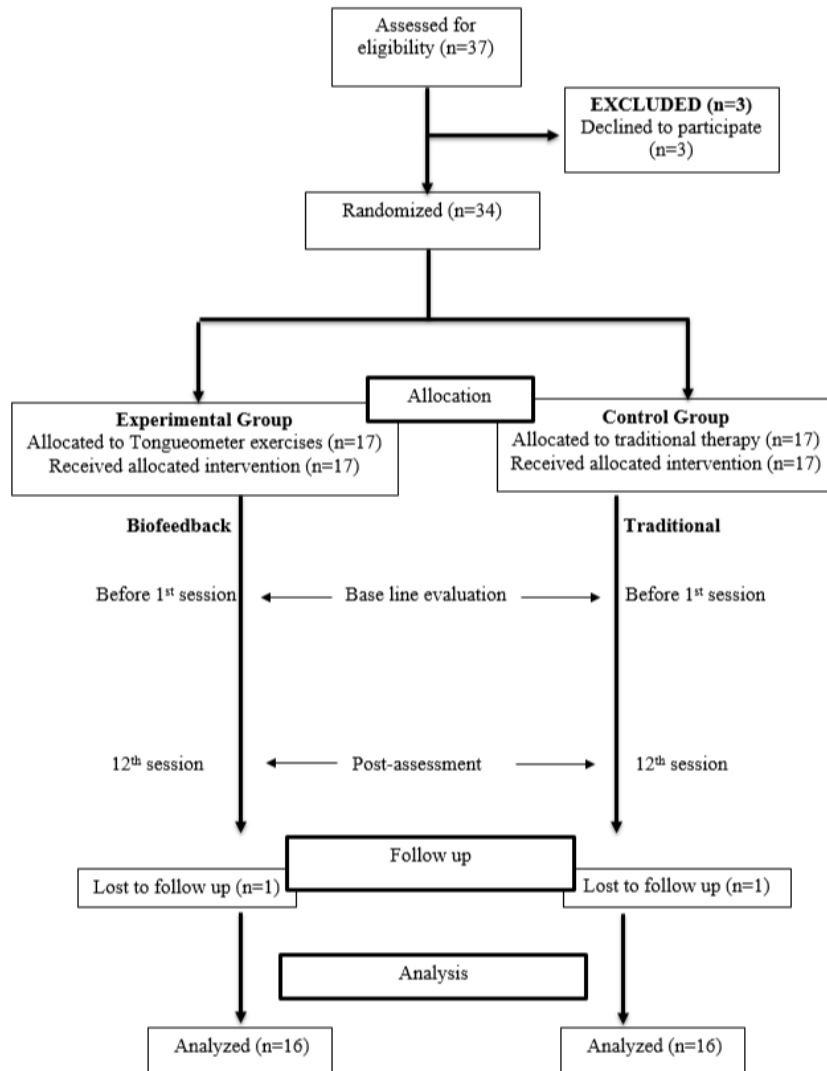 Assessed for
eligibility (n=37)
EXCLUDED (n=3)
Declined to participate
(n=3)
Randomized (n=34)
Allocation
Experimental Group
Allocated to Tongueometer exercises (n=17)
Received allocated intervention (n=17)
Control Group
Allocated to traditional therapy (n=17)
Received allocated intervention (n=17)
Biofeedback
Traditional
Before 1st session
Base line evaluation
Before 1st session
12th session
Post-assessment
12th session
Follow up
Lost to follow up (n=1)
Lost to follow up (n=1)
Analysis
Analyzed (n=16)
Analyzed (n=16)